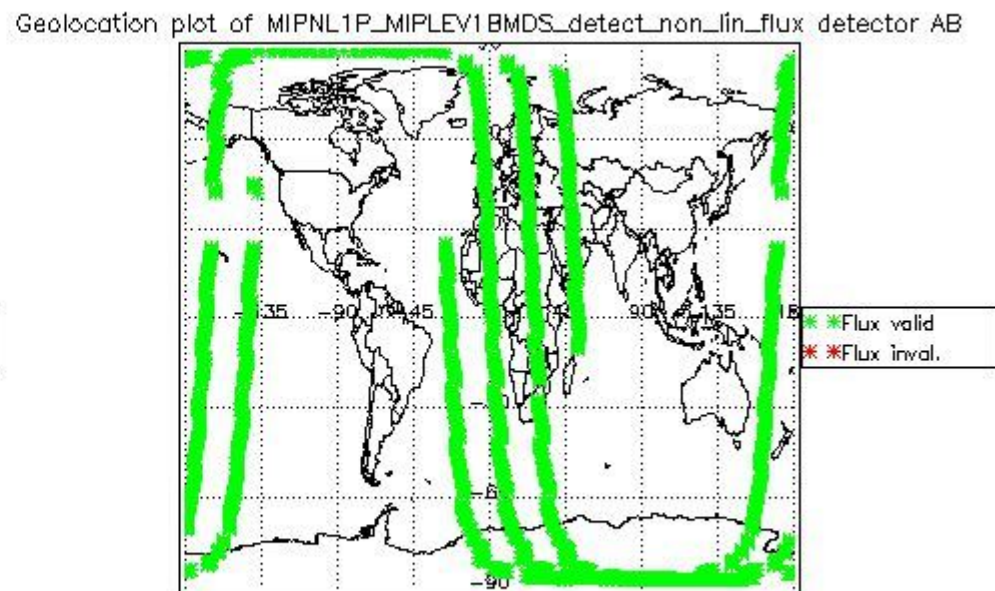 Geolocation plot of MIPNL1P_MIPLEV1BMDS_detect_non_lin_flux detector AB
-135 -90 -45 90 135
Flux valid
Flux inval.
-90